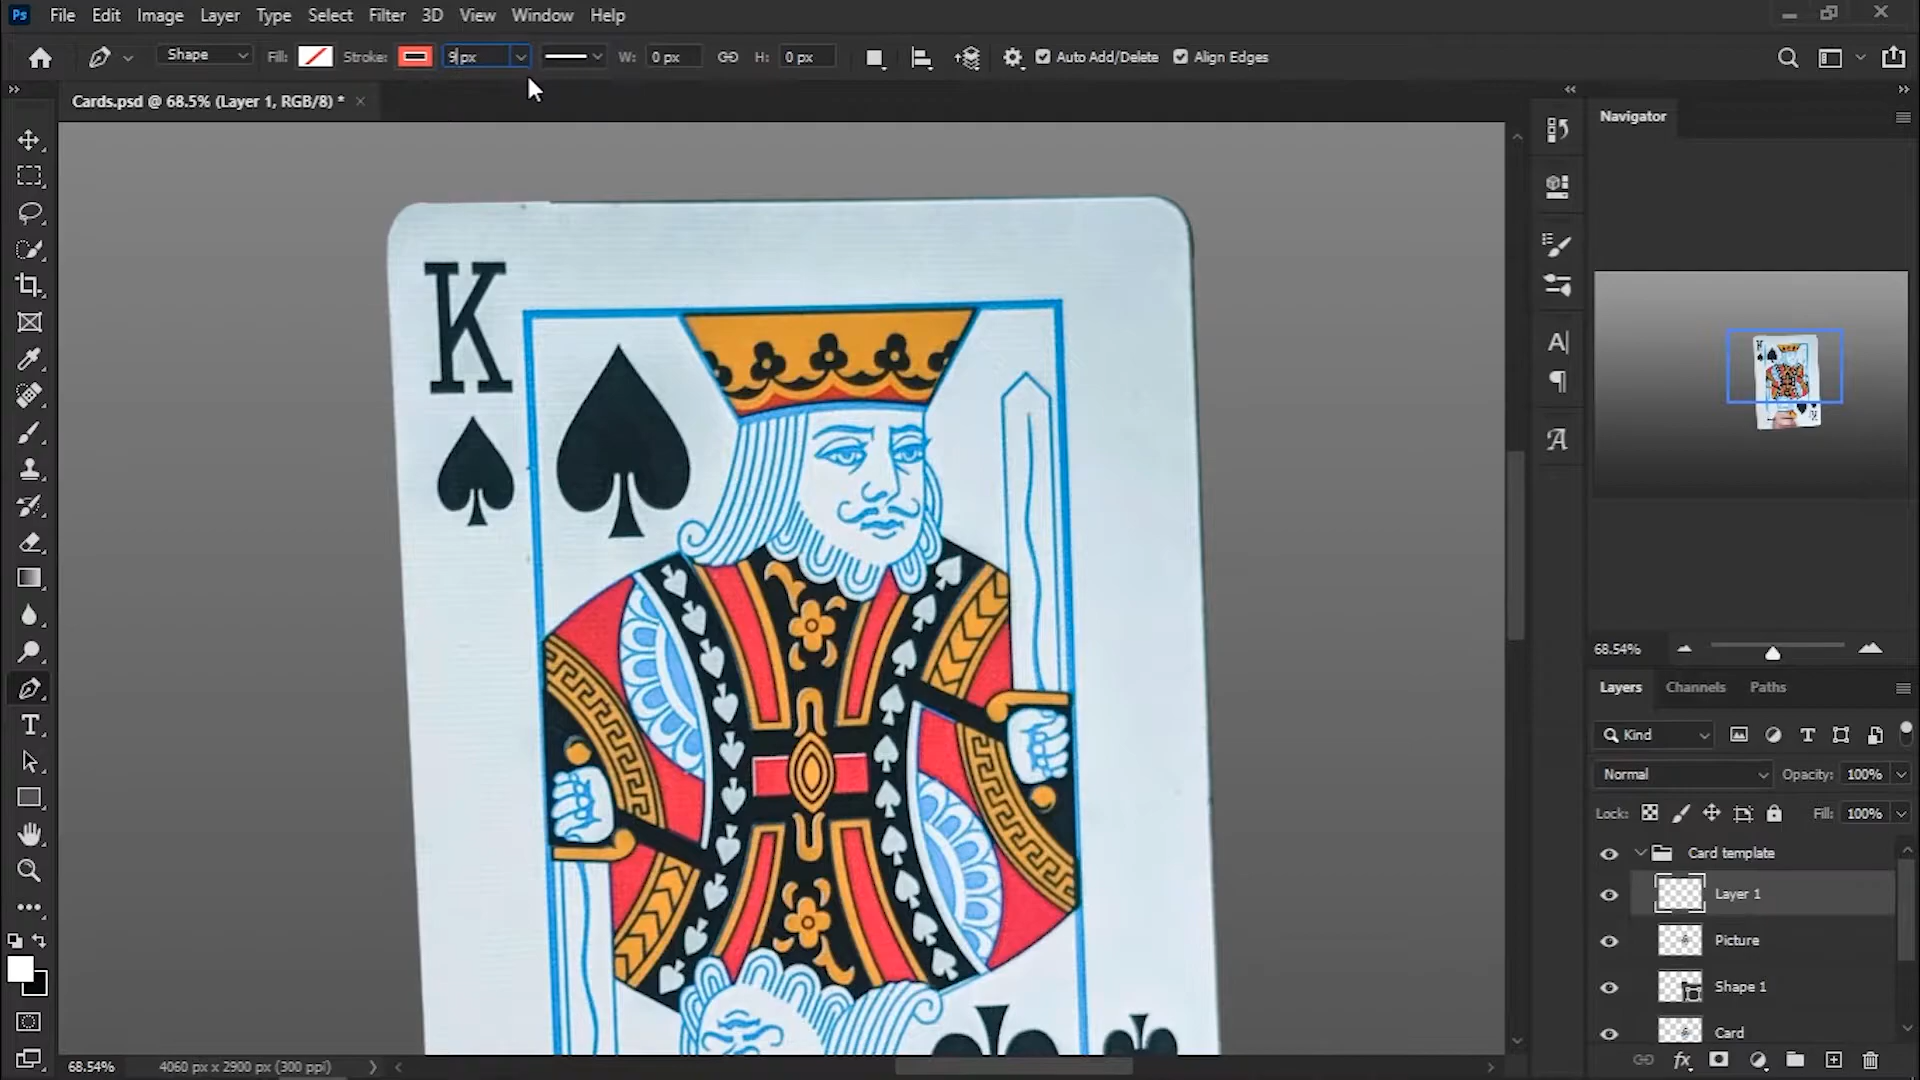 Ps File Edit Image Layer Type Select Filter 3D View Window Help
Shape Fill: Stroke: 9 px W: 0 px H: 0 px Auto Add/Delete Align Edges
Cards.psd @ 68.5% (Layer 1, RGB/8) *
Navigator
K
68.54%
Layers Channels Paths
Kind
Normal Opacity: 100%
Lock: Fill: 100%
Card template
Layer 1
Picture
Shape 1
Card
68.54% 4060 px x 2900 px (300 ppi)